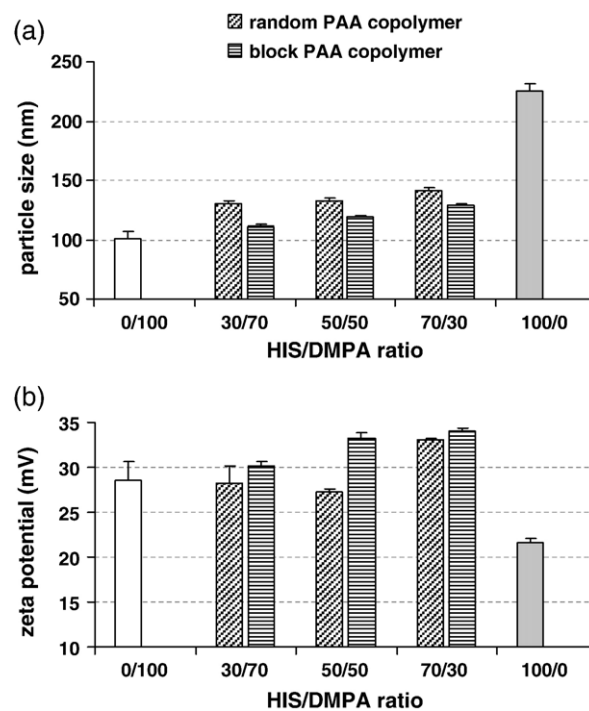 (a)
random PAA copolymer
block PAA copolymer
250
200
150
100
50
particle size (nm)
0/100 30/70 50/50 70/30 100/0
HIS/DMPA ratio
(b)
35
30
25
20
15
10
zeta potential (mV)
0/100 30/70 50/50 70/30 100/0
HIS/DMPA ratio